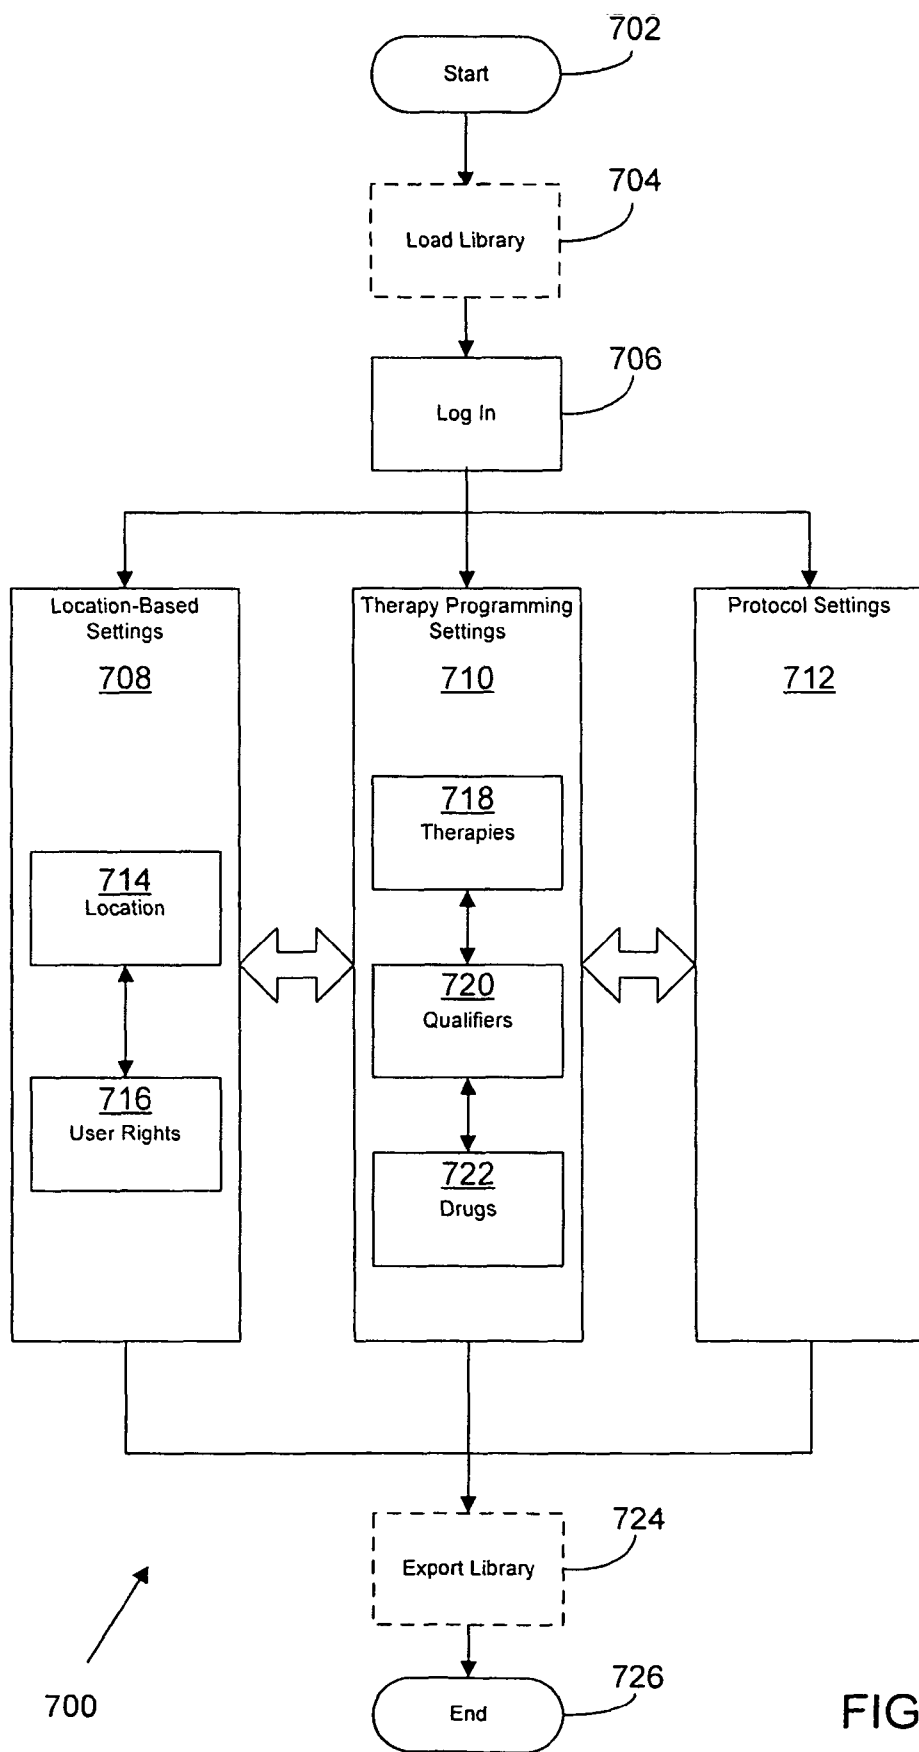 702
Start
704
Load Library
706
Log In
Location-Based
Settings
708
Therapy Programming
Settings
710
Protocol Settings
712
718
Therapies
714
Location
720
Qualifiers
716
User Rights
722
Drugs
724
Export Library
726
End
700
FIG